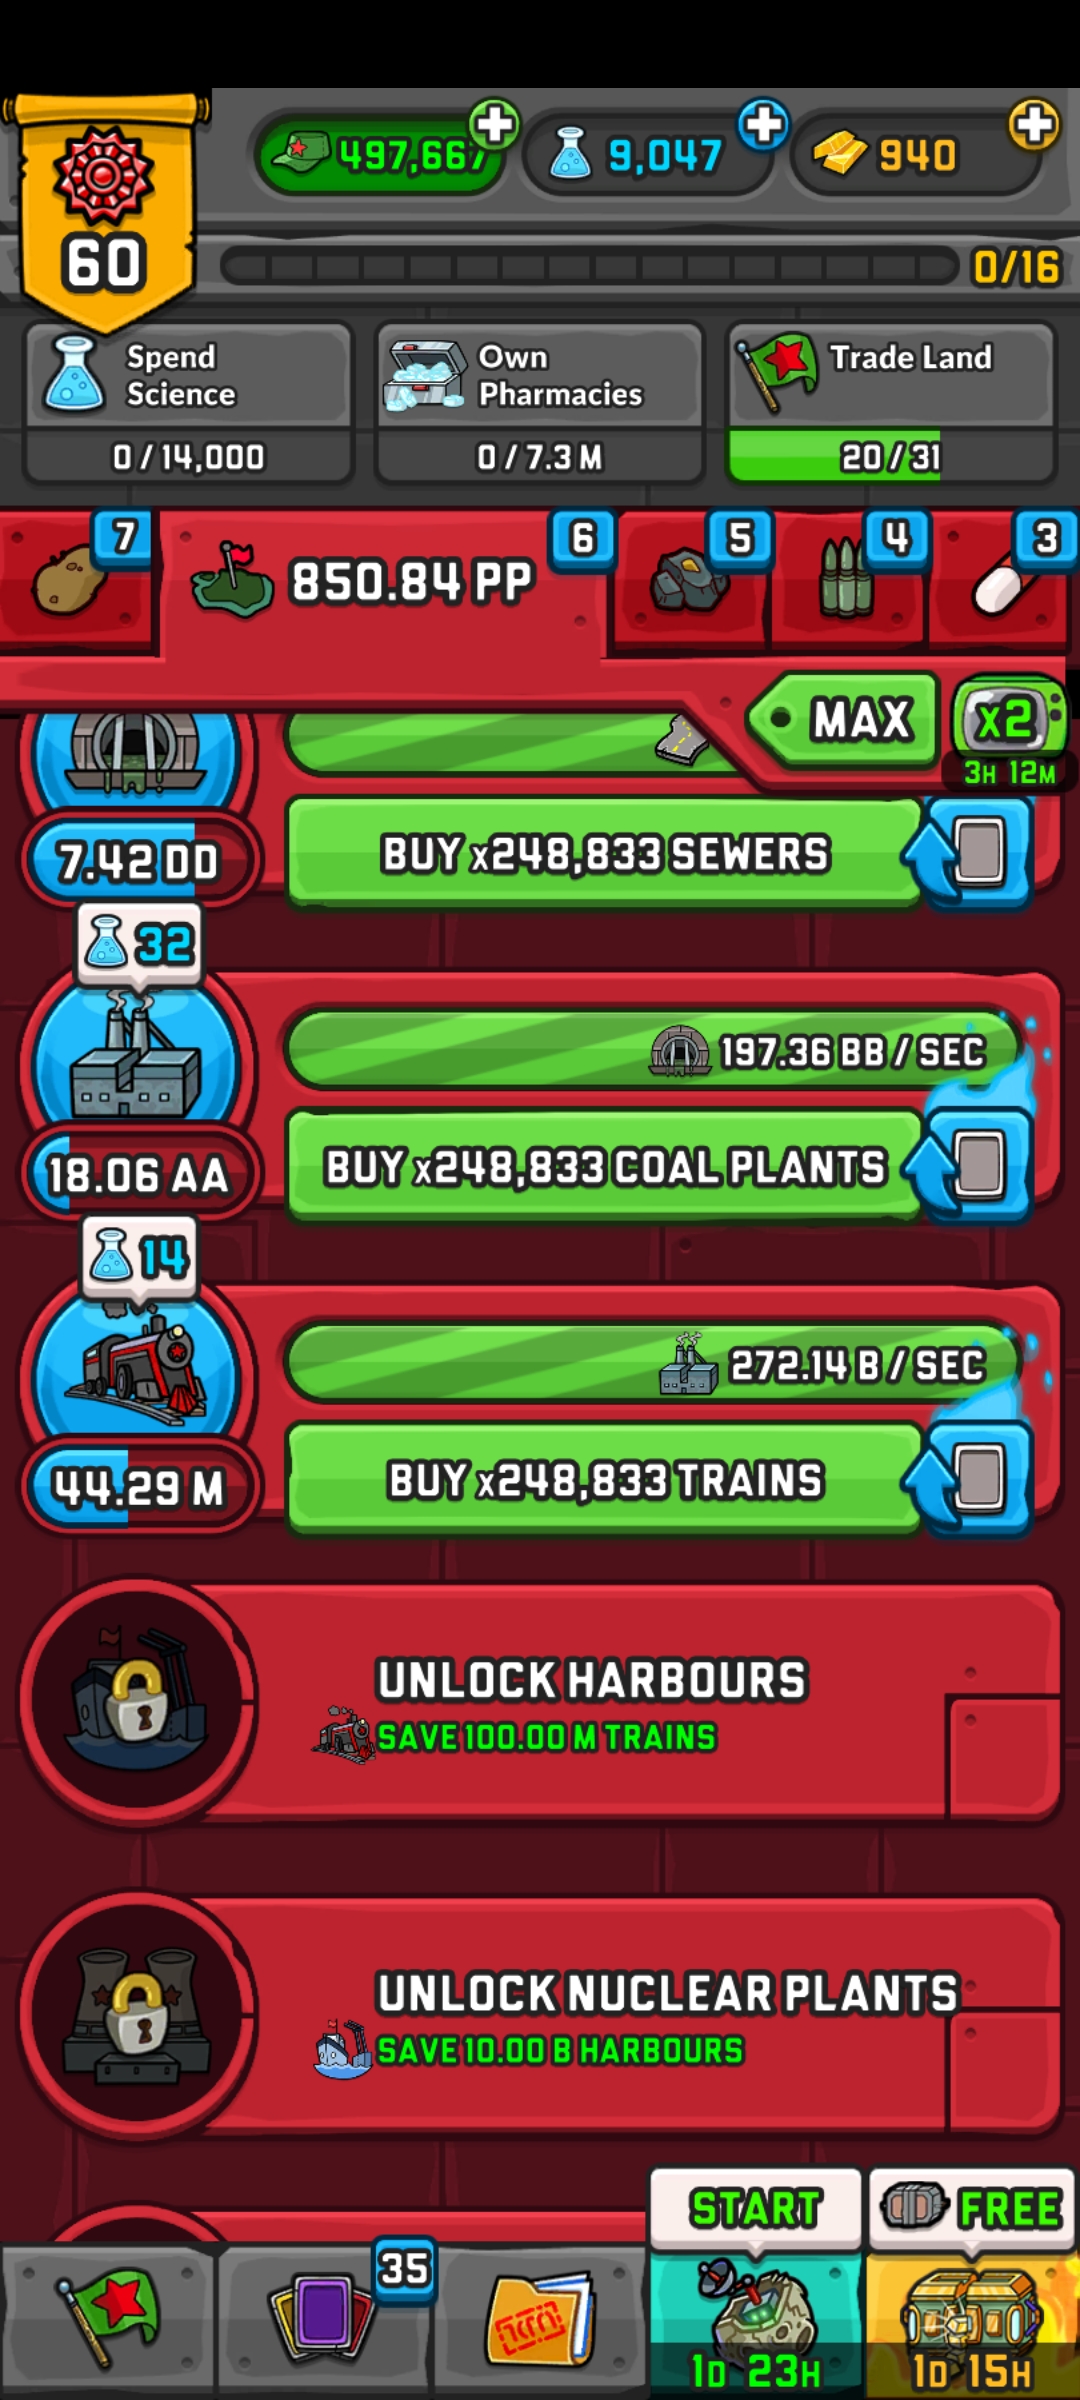 497,667
9,047
940
60
0/16
Spend
Science
0/14,000
Own
Pharmacies
0/7.3 M
Trade Land
20/31
7
850.84 PP
6
5
4
3
MAX
x2
3H 12M
7.42 DD
BUY x248,833 SEWERS
32
197.36 BB / SEC
18.06 AA
BUY x248,833 COAL PLANTS
14
272.14 B / SEC
44.29 M
BUY x248,833 TRAINS
UNLOCK HARBOURS
SAVE 100.00 M TRAINS
UNLOCK NUCLEAR PLANTS
SAVE 10.00 B HARBOURS
START
FREE
35
1D 23H
1D 15H